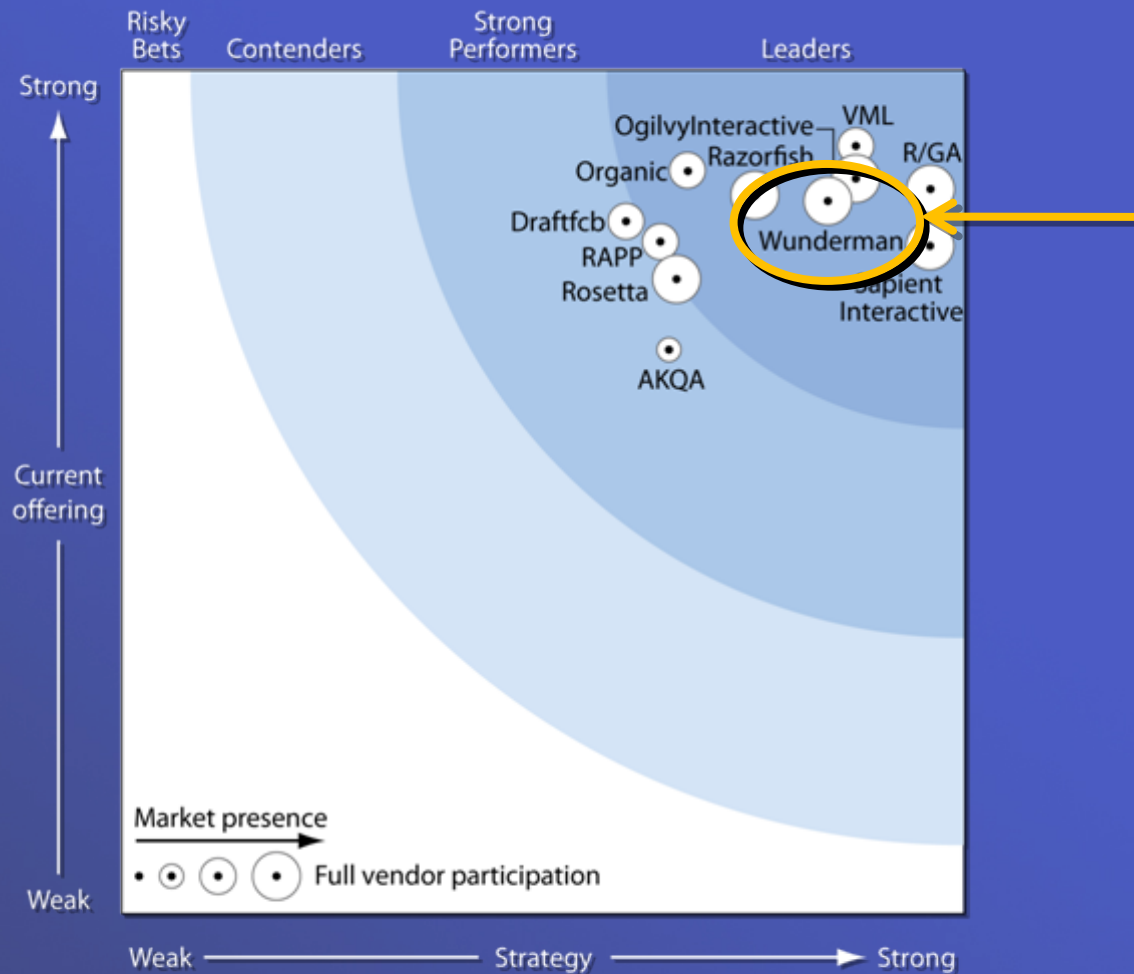 Risky
Bets
Contenders
Strong
Performers
Leaders
Strong
OgilvyInteractive
VML
Razorfish
R/GA
Organic
Draftfcb
RAPP
Wunderman
Rosetta
Sapient
Interactive
AKQA
Current
offering
Market presence
Full vendor participation
Weak
Weak
Strategy
Strong